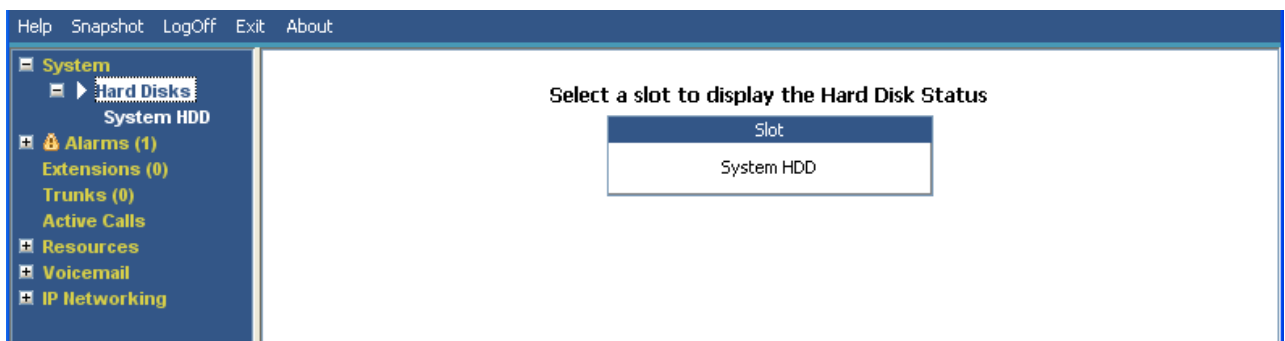 Help Snapshot LogOff Exit About
System
Hard Disks
System HDD
Alarms (1)
Extensions (0)
Trunks (0)
Active Calls
Resources
Voicemail
IP Networking
Select a slot to display the Hard Disk Status
Slot
System HDD